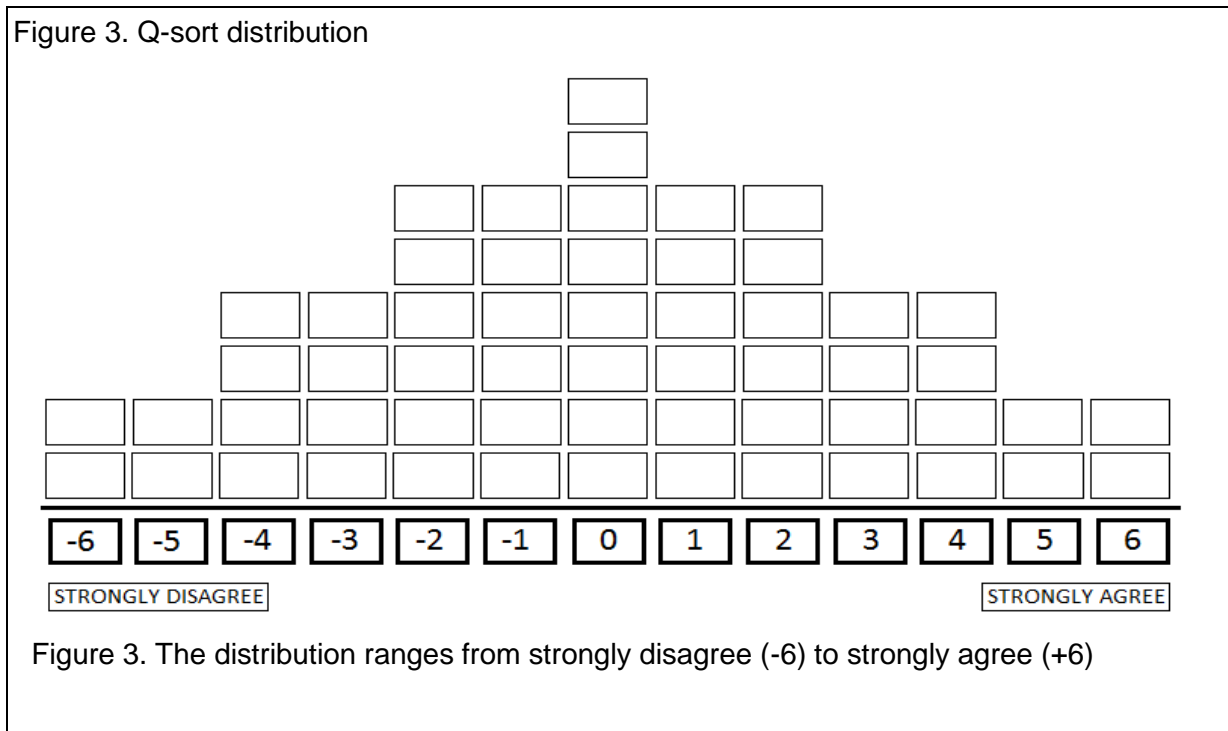 Figure 3. Q-sort distribution
-6 -5 -4 -3 -2 -1 0 1 2 3 4 5 6
STRONGLY DISAGREE STRONGLY AGREE
Figure 3. The distribution ranges from strongly disagree (-6) to strongly agree (+6)